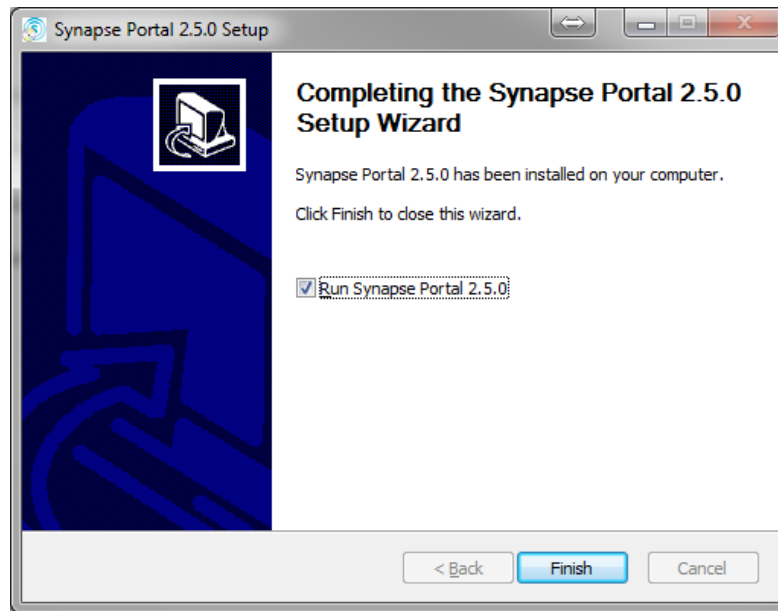 Synapse Portal 2.5.0 Setup
Completing the Synapse Portal 2.5.0
Setup Wizard
Synapse Portal 2.5.0 has been installed on your computer.
Click Finish to close this wizard.
Run Synapse Portal 2.5.0
< Back
Finish
Cancel